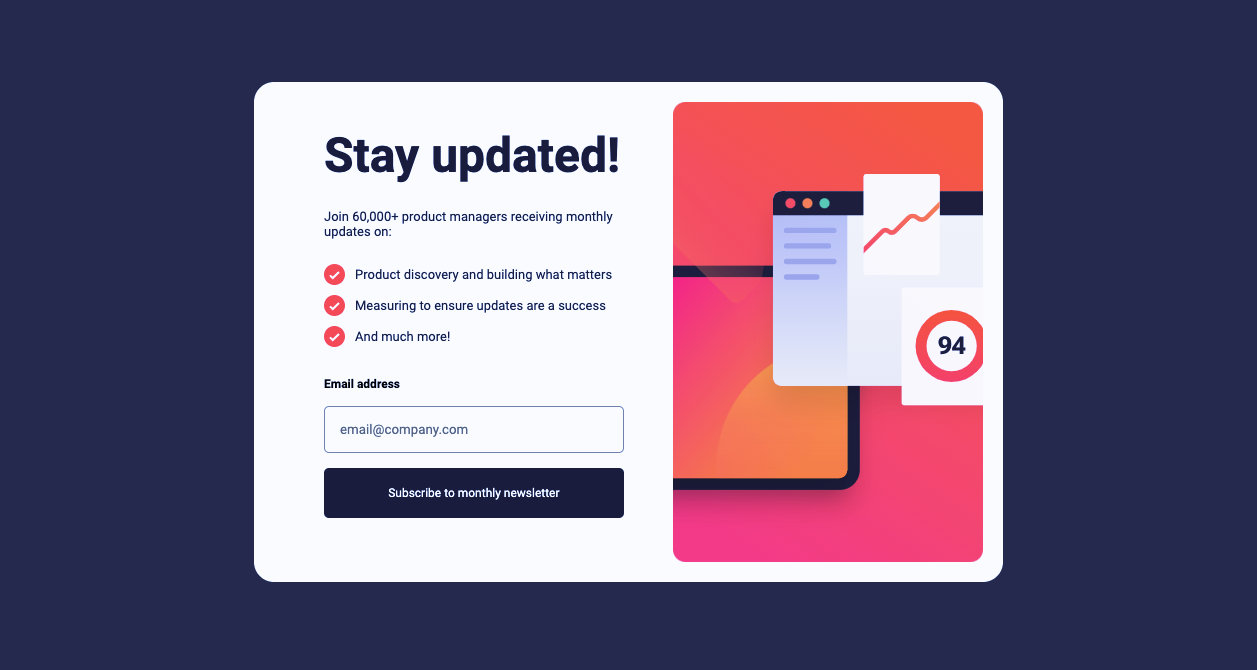 Stay updated!
Join 60,000+ product managers receiving monthly
updates on:
Product discovery and building what matters
Measuring to ensure updates are a success
And much more!
Email address
email@company.com
Subscribe to monthly newsletter
94